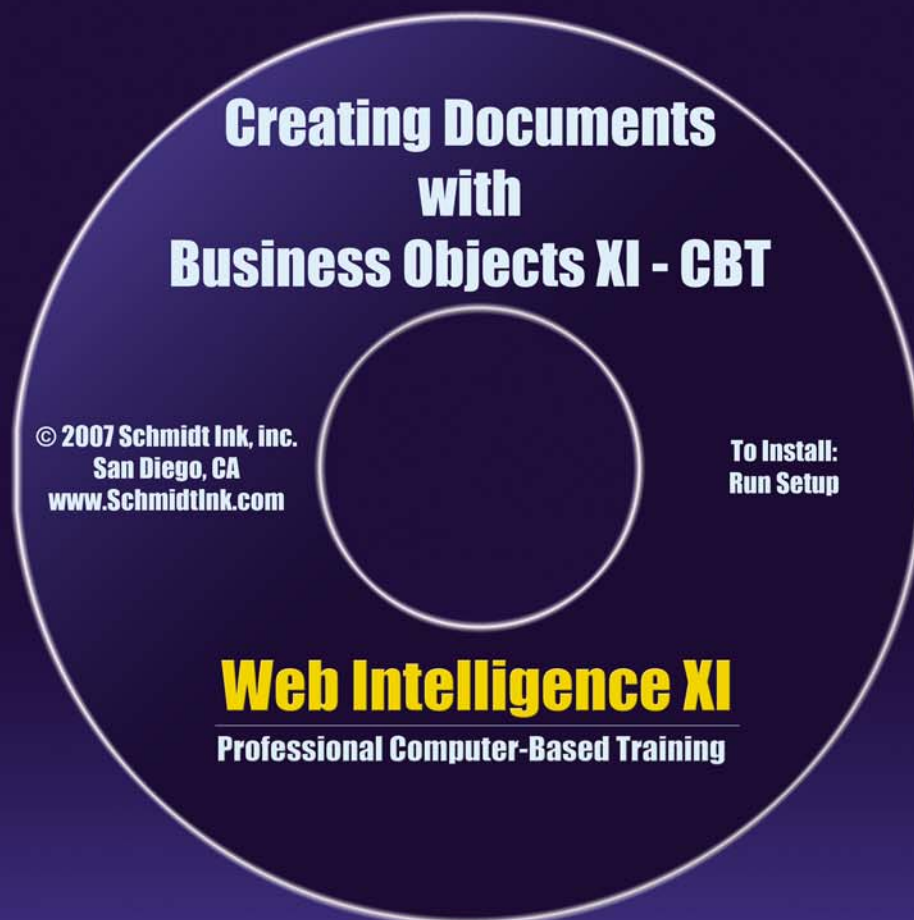 Creating Documents
with
Business Objects XI - CBT
© 2007 Schmidt Ink, inc.
San Diego, CA
www.SchmidtInk.com
To Install:
Run Setup
Web Intelligence XI
Professional Computer-Based Training